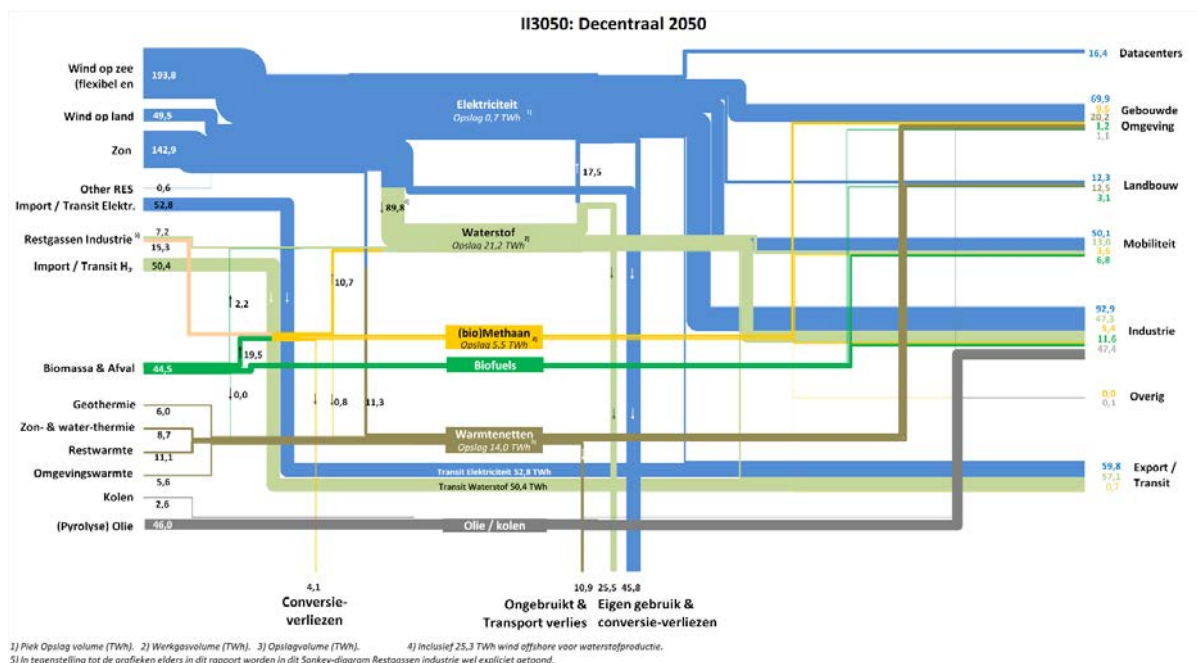 II3050: Decentraal 2050
Wind op zee
(flexibel en
193,8
Wind op land
49,5
Zon
142,9
Other RES
0,6
Import / Transit Elektr.
52,8
Restgassen Industrie 5)
7,2
15,3
Import / Transit H2
50,4
Biomassa & Afval
44,5
Geothermie
6,0
Zon- & water-thermie
8,7
Restwarmte
11,1
Omgevingswarmte
5,6
Kolen
2,6
(Pyrolyse) Olie
46,0
Elektriciteit
Opslag 0,7 TWh 1)
17,5
89,8 4)
Waterstof
Opslag 21,2 TWh
10,7
2,2
(bio)Methaan
Opslag 5,5 TWh
19,5
Biofuels
0,0
0,8
11,3
Warmtenetten
Opslag 14,0 TWh
Transit Elektriciteit 52,8 TWh
Transit Waterstof 50,4 TWh
Olie / kolen
16,4
Datacenters
69,9
9,5
20,2
1,2
1,1
Gebouwde
Omgeving
12,3
12,5
3,1
Landbouw
50,1
13,0
3,5
6,8
Mobiliteit
92,9
47,3
5,4
11,6
47,4
Industrie
0,0
0,1
Overig
59,8
57,1
0,7
Export /
Transit
4,1
Conversie-
verliezen
10,9
25,5
45,8
Ongebruikt &
Transport verlies
Eigen gebruik &
conversie-verliezen
1) Piek Opslag volume (TWh). 2) Werkgasvolume (TWh). 3) Opslagvolume (TWh). 4) Inclusief 25,3 TWh wind offshore voor waterstofproductie.
5) In tegenstelling tot de grafieken elders in dit rapport worden in dit Sankey-diagram Restgassen industrie wel expliciet getoond.